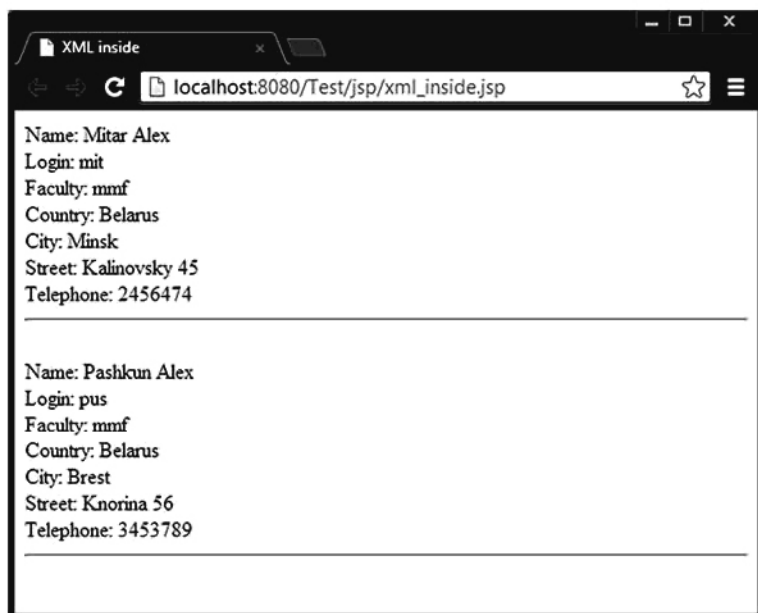 XML inside
localhost:8080/Test/jsp/xml_inside.jsp
Name: Mitar Alex
Login: mit
Faculty: mmf
Country: Belarus
City: Minsk
Street: Kalinovsky 45
Telephone: 2456474
Name: Pashkun Alex
Login: pus
Faculty: mmf
Country: Belarus
City: Brest
Street: Knorina 56
Telephone: 3453789